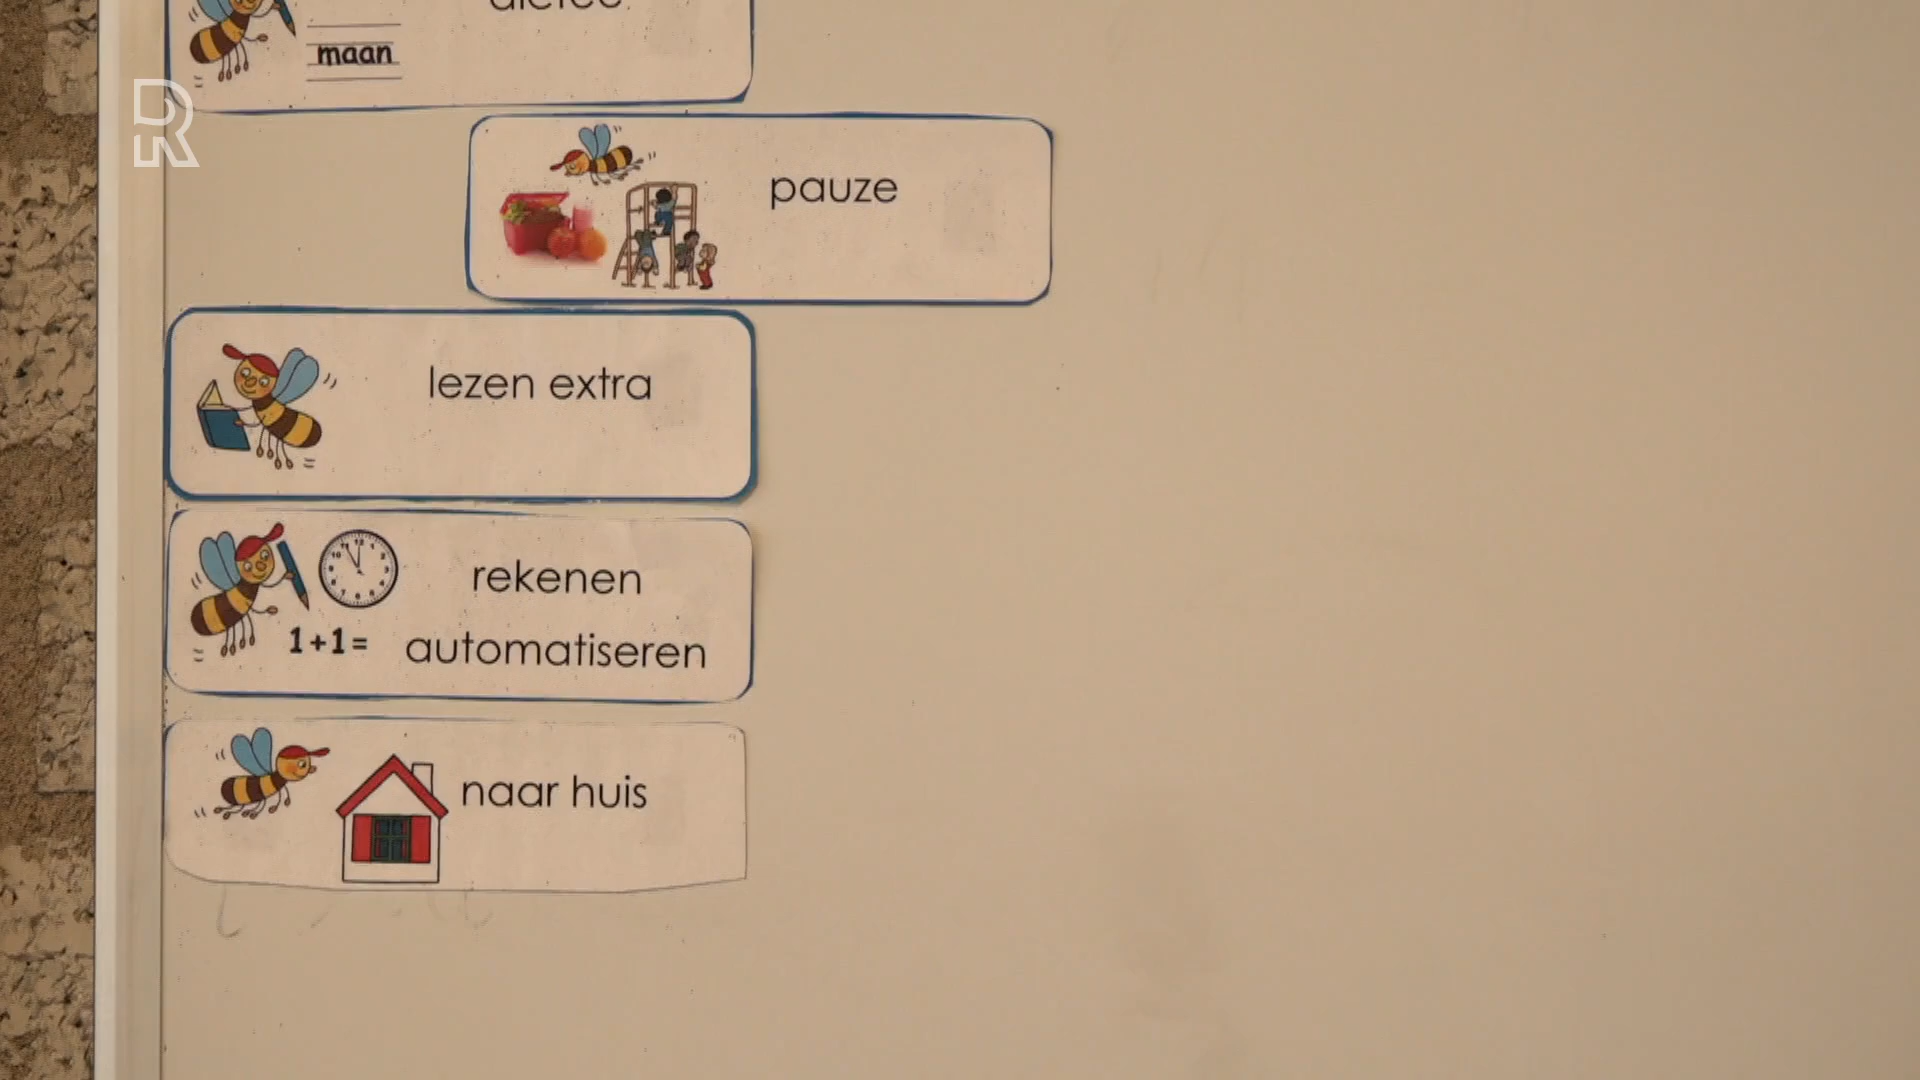 maan
pauze
lezen extra
rekenen
1+1= automatiseren
naar huis